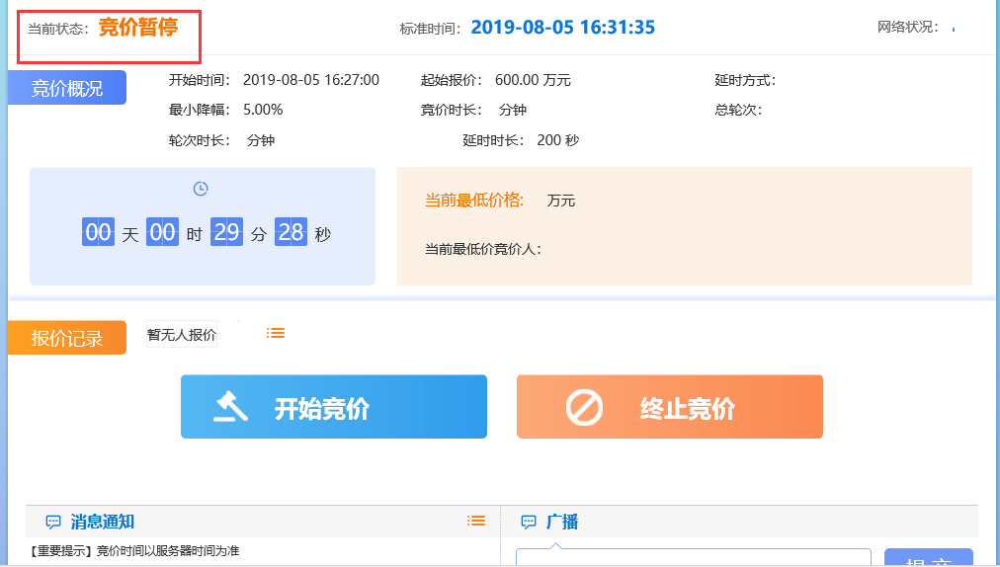 当前状态: 竞价暂停 标准时间: 2019-08-05 16:31:35 网络状况:
竞价概况 开始时间: 2019-08-05 16:27:00 起始报价: 600.00 万元 延时方式:
最小降幅: 5.00% 竞价时长: 分钟 总轮次:
轮次时长: 分钟 延时时长: 200 秒
当前最低价格: 万元
00 天 00 时 29 分 28 秒
当前最低价竞价人:
报价记录 暂无人报价
开始竞价 终止竞价
消息通知 广播
【重要提示】竞价时间以服务器时间为准
提 交